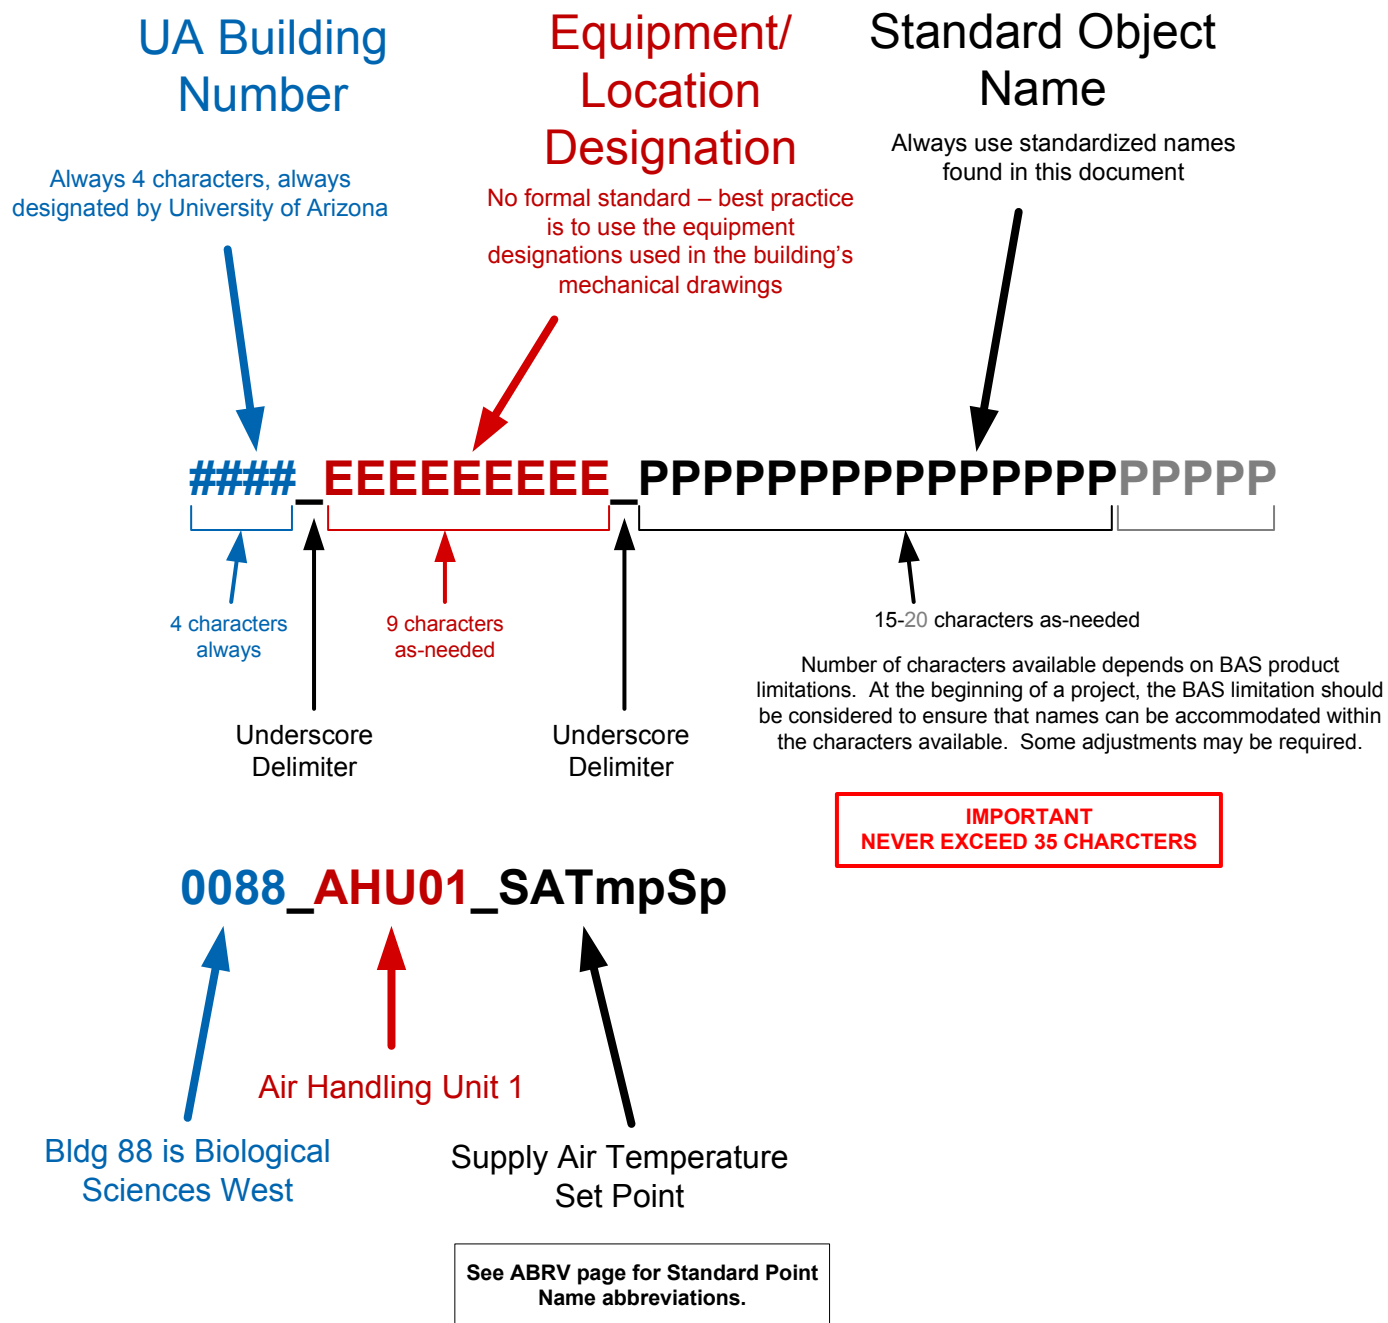 UA Building
Number
Always 4 characters, always
designated by University of Arizona
Equipment/
Location
Designation
No formal standard – best practice
is to use the equipment
designations used in the building's
mechanical drawings
Standard Object
Name
Always use standardized names
found in this document
####_EEEEEEEEE_PPPPPPPPPPPPPPPPPPPP
4 characters
always
9 characters
as-needed
15-20 characters as-needed
Underscore
Delimiter
Underscore
Delimiter
Number of characters available depends on BAS product
limitations. At the beginning of a project, the BAS limitation should
be considered to ensure that names can be accommodated within
the characters available. Some adjustments may be required.
IMPORTANT
NEVER EXCEED 35 CHARCTERS
0088_AHU01_SATmpSp
Air Handling Unit 1
Bldg 88 is Biological
Sciences West
Supply Air Temperature
Set Point
See ABRV page for Standard Point
Name abbreviations.